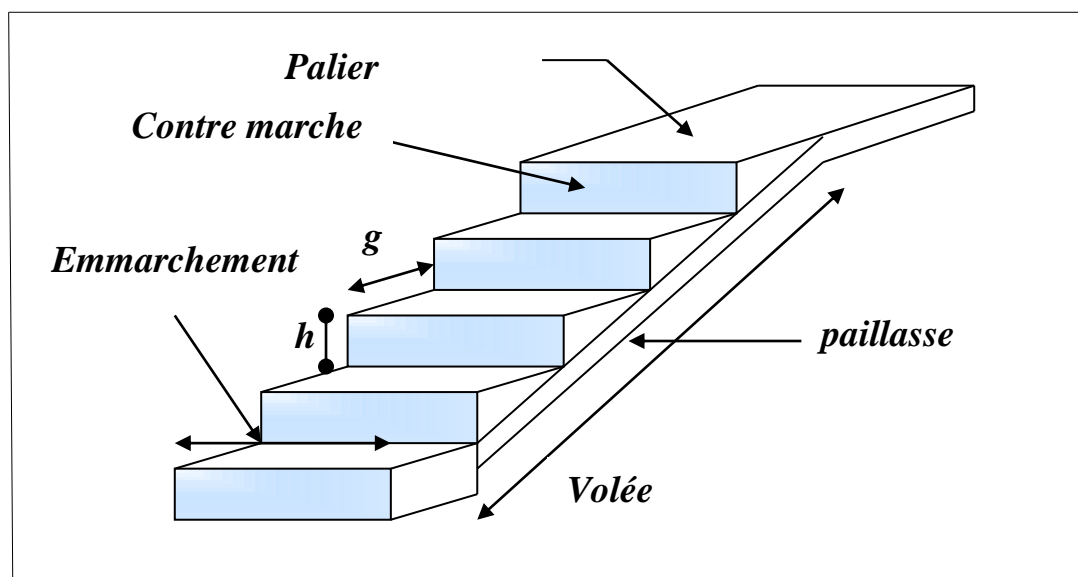 Palier
Contre marche
g
Emmarchement
h
paillasse
Volée